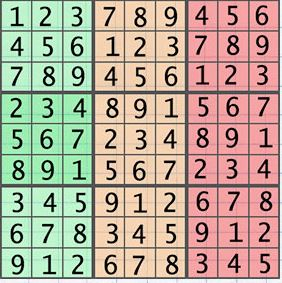 1 2 3 7 8 9 4 5 6
4 5 6 1 2 3 7 8 9
7 8 9 4 5 6 1 2 3
2 3 4 8 9 1 5 6 7
5 6 7 2 3 4 8 9 1
8 9 1 5 6 7 2 3 4
3 4 5 9 1 2 6 7 8
6 7 8 3 4 5 9 1 2
9 1 2 6 7 8 3 4 5